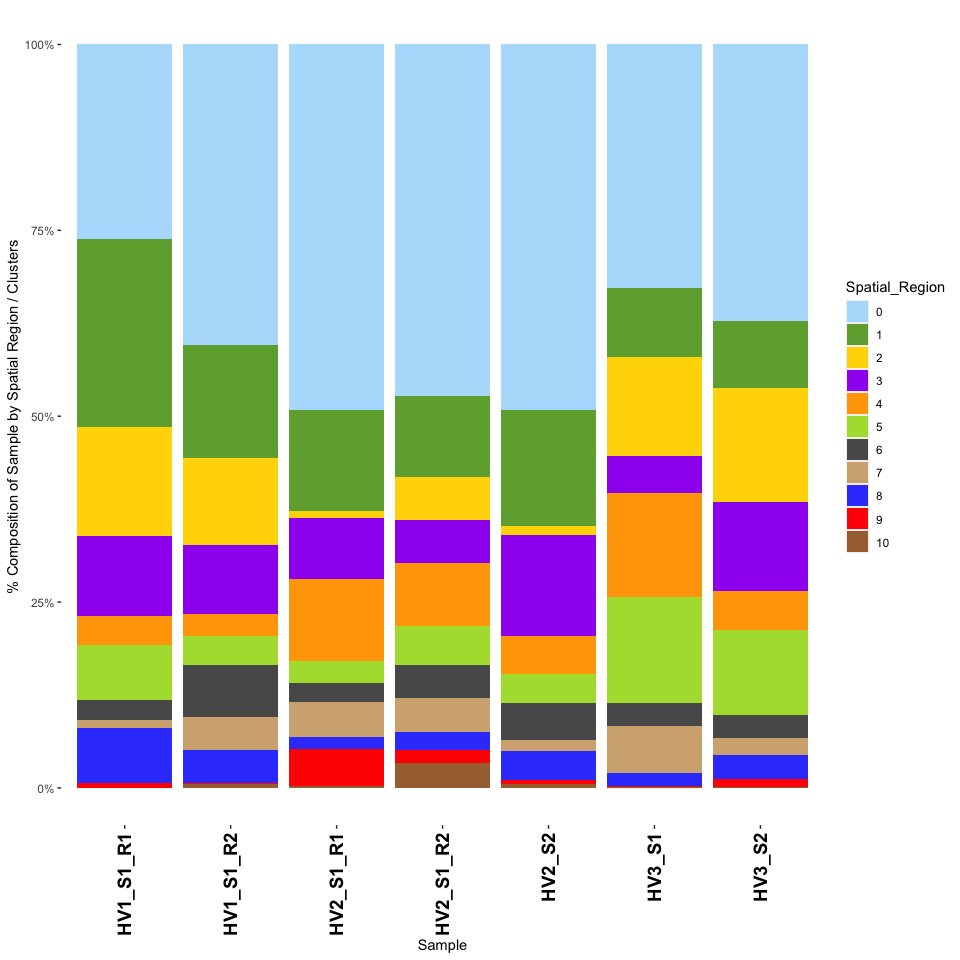 100%
75%
50%
25%
0%
% Composition of Sample by Spatial Region / Clusters
HV1_S1_R1
HV1_S1_R2
HV2_S1_R1
HV2_S1_R2
HV2_S2
HV3_S1
HV3_S2
Sample
Spatial_Region
0
1
2
3
4
5
6
7
8
9
10